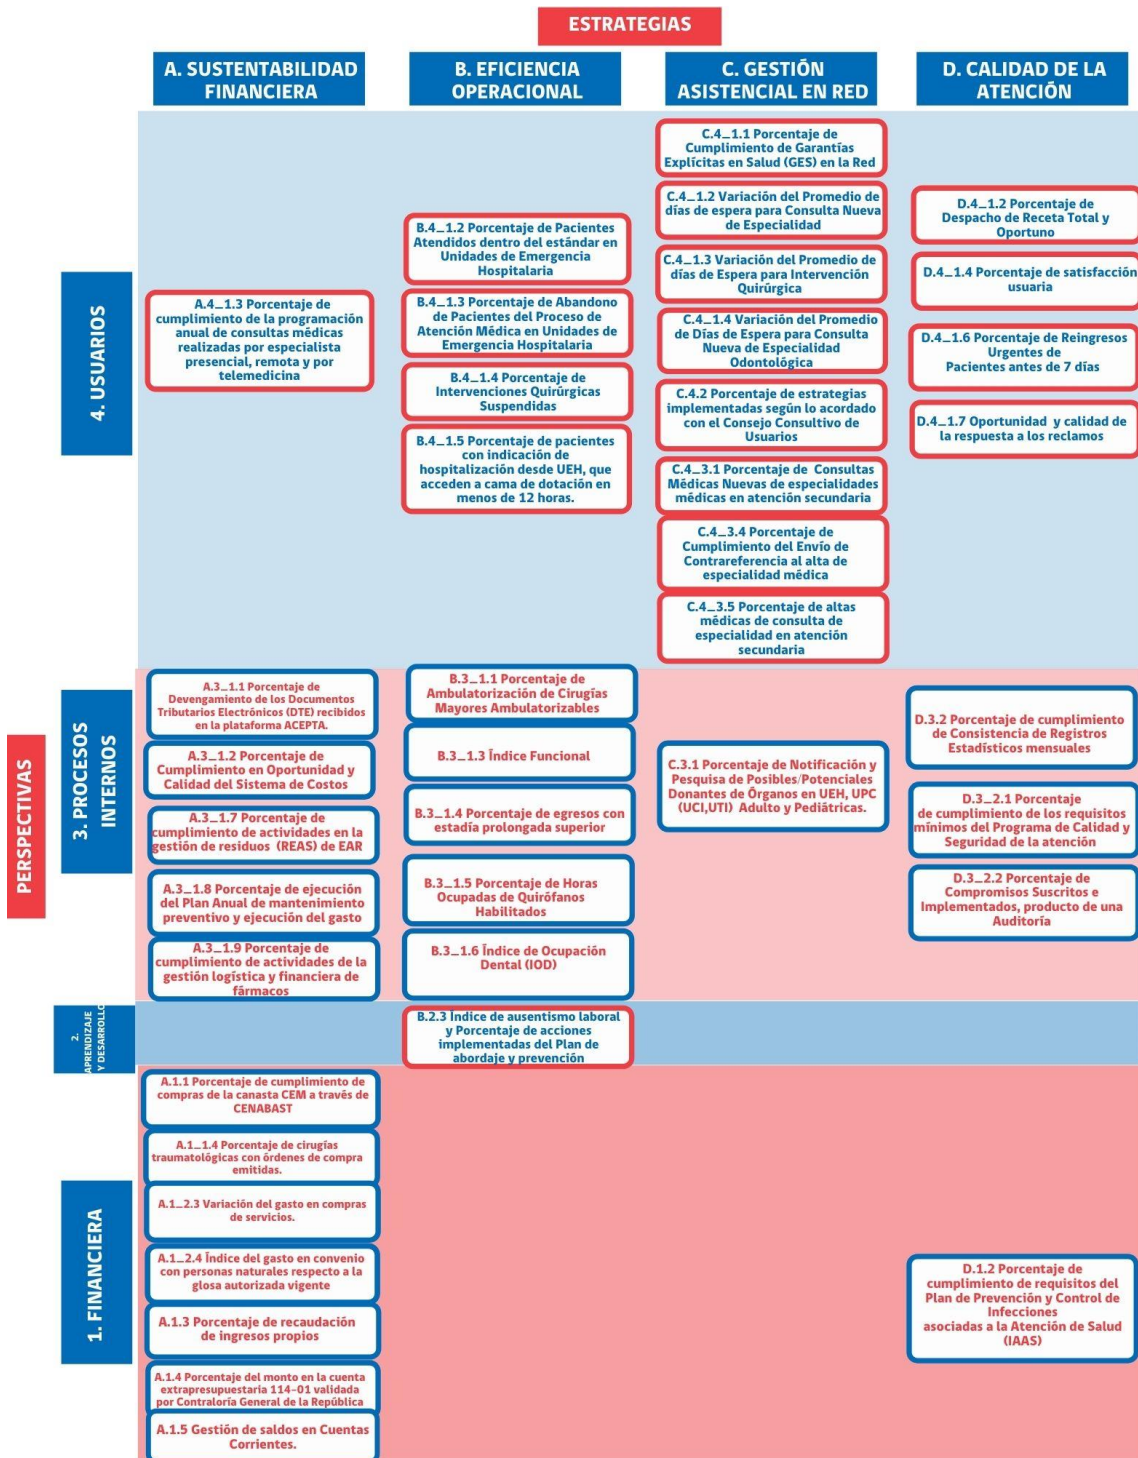 ESTRATEGIAS
A. SUSTENTABILIDAD
FINANCIERA
B. EFICIENCIA
OPERACIONAL
C. GESTIÓN
ASISTENCIAL EN RED
D. CALIDAD DE LA
ATENCIÓN
PERSPECTIVAS
4. USUARIOS
A.4_1.3 Porcentaje de
cumplimiento de la programación
anual de consultas médicas
realizadas por especialista
presencial, remota y por
telemedicina
B.4_1.2 Porcentaje de Pacientes
Atendidos dentro del estándar en
Unidades de Emergencia
Hospitalaria
B.4_1.3 Porcentaje de Abandono
de Pacientes del Proceso de
Atención Médica en Unidades de
Emergencia Hospitalaria
B.4_1.4 Porcentaje de
Intervenciones Quirúrgicas
Suspendidas
B.4_1.5 Porcentaje de pacientes
con indicación de
hospitalización desde UEH, que
acceden a cama de dotación en
menos de 12 horas.
C.4_1.1 Porcentaje de
Cumplimiento de Garantías
Explícitas en Salud (GES) en la Red
C.4_1.2 Variación del Promedio de
días de espera para Consulta Nueva
de Especialidad
C.4_1.3 Variación del Promedio de
días de Espera para Intervención
Quirúrgica
C.4_1.4 Variación del Promedio
de Días de Espera para Consulta
Nueva de Especialidad
Odontológica
C.4.2 Porcentaje de estrategias
implementadas según lo acordado
con el Consejo Consultivo de
Usuarios
C.4_3.1 Porcentaje de Consultas
Médicas Nuevas de especialidades
médicas en atención secundaria
C.4_3.4 Porcentaje de
Cumplimiento del Envío de
Contrareferencia al alta de
especialidad médica
C.4_3.5 Porcentaje de altas
médicas de consulta de
especialidad en atención
secundaria
D.4_1.2 Porcentaje de
Despacho de Receta Total y
Oportuno
D.4_1.4 Porcentaje de satisfacción
usuaria
D.4_1.6 Porcentaje de Reingresos
Urgentes de
Pacientes antes de 7 días
D.4_1.7 Oportunidad y calidad de
la respuesta a los reclamos
3. PROCESOS
INTERNOS
A.3_1.1 Porcentaje de
Devengamiento de los Documentos
Tributarios Electrónicos (DTE) recibidos
en la plataforma ACEPTA.
A.3_1.2 Porcentaje de
Cumplimiento en Oportunidad y
Calidad del Sistema de Costos
A.3_1.7 Porcentaje de
cumplimiento de actividades en la
gestión de residuos (REAS) de EAR
A.3_1.8 Porcentaje de ejecución
del Plan Anual de mantenimiento
preventivo y ejecución del gasto
A.3_1.9 Porcentaje de
cumplimiento de actividades de la
gestión logística y financiera de
fármacos
B.3_1.1 Porcentaje de
Ambulatorización de Cirugías
Mayores Ambulatorizables
B.3_1.3 Índice Funcional
B.3_1.4 Porcentaje de egresos con
estadía prolongada superior
B.3_1.5 Porcentaje de Horas
Ocupadas de Quirófanos
Habilitados
B.3_1.6 Índice de Ocupación
Dental (IOD)
C.3.1 Porcentaje de Notificación y
Pesquisa de Posibles/Potenciales
Donantes de Órganos en UEH, UPC
(UCI,UTI) Adulto y Pediátricas.
D.3.2 Porcentaje de cumplimiento
de Consistencia de Registros
Estadísticos mensuales
D.3_2.1 Porcentaje
de cumplimiento de los requisitos
mínimos del Programa de Calidad y
Seguridad de la atención
D.3_2.2 Porcentaje de
Compromisos Suscritos e
Implementados, producto de una
Auditoría
2.
APRENDIZAJE
Y DESARROLLO
B.2.3 Índice de ausentismo laboral
y Porcentaje de acciones
implementadas del Plan de
abordaje y prevención
1. FINANCIERA
A.1.1 Porcentaje de cumplimiento de
compras de la canasta CEM a través de
CENABAST
A.1_1.4 Porcentaje de cirugías
traumatológicas con órdenes de compra
emitidas.
A.1_2.3 Variación del gasto en compras
de servicios.
A.1_2.4 Índice del gasto en convenio
con personas naturales respecto a la
glosa autorizada vigente
A.1.3 Porcentaje de recaudación
de ingresos propios
A.1.4 Porcentaje del monto en la cuenta
extrapresupuestaria 114-01 validada
por Contraloría General de la República
A.1.5 Gestión de saldos en Cuentas
Corrientes.
D.1.2 Porcentaje de
cumplimiento de requisitos del
Plan de Prevención y Control de
Infecciones
asociadas a la Atención de Salud
(IAAS)